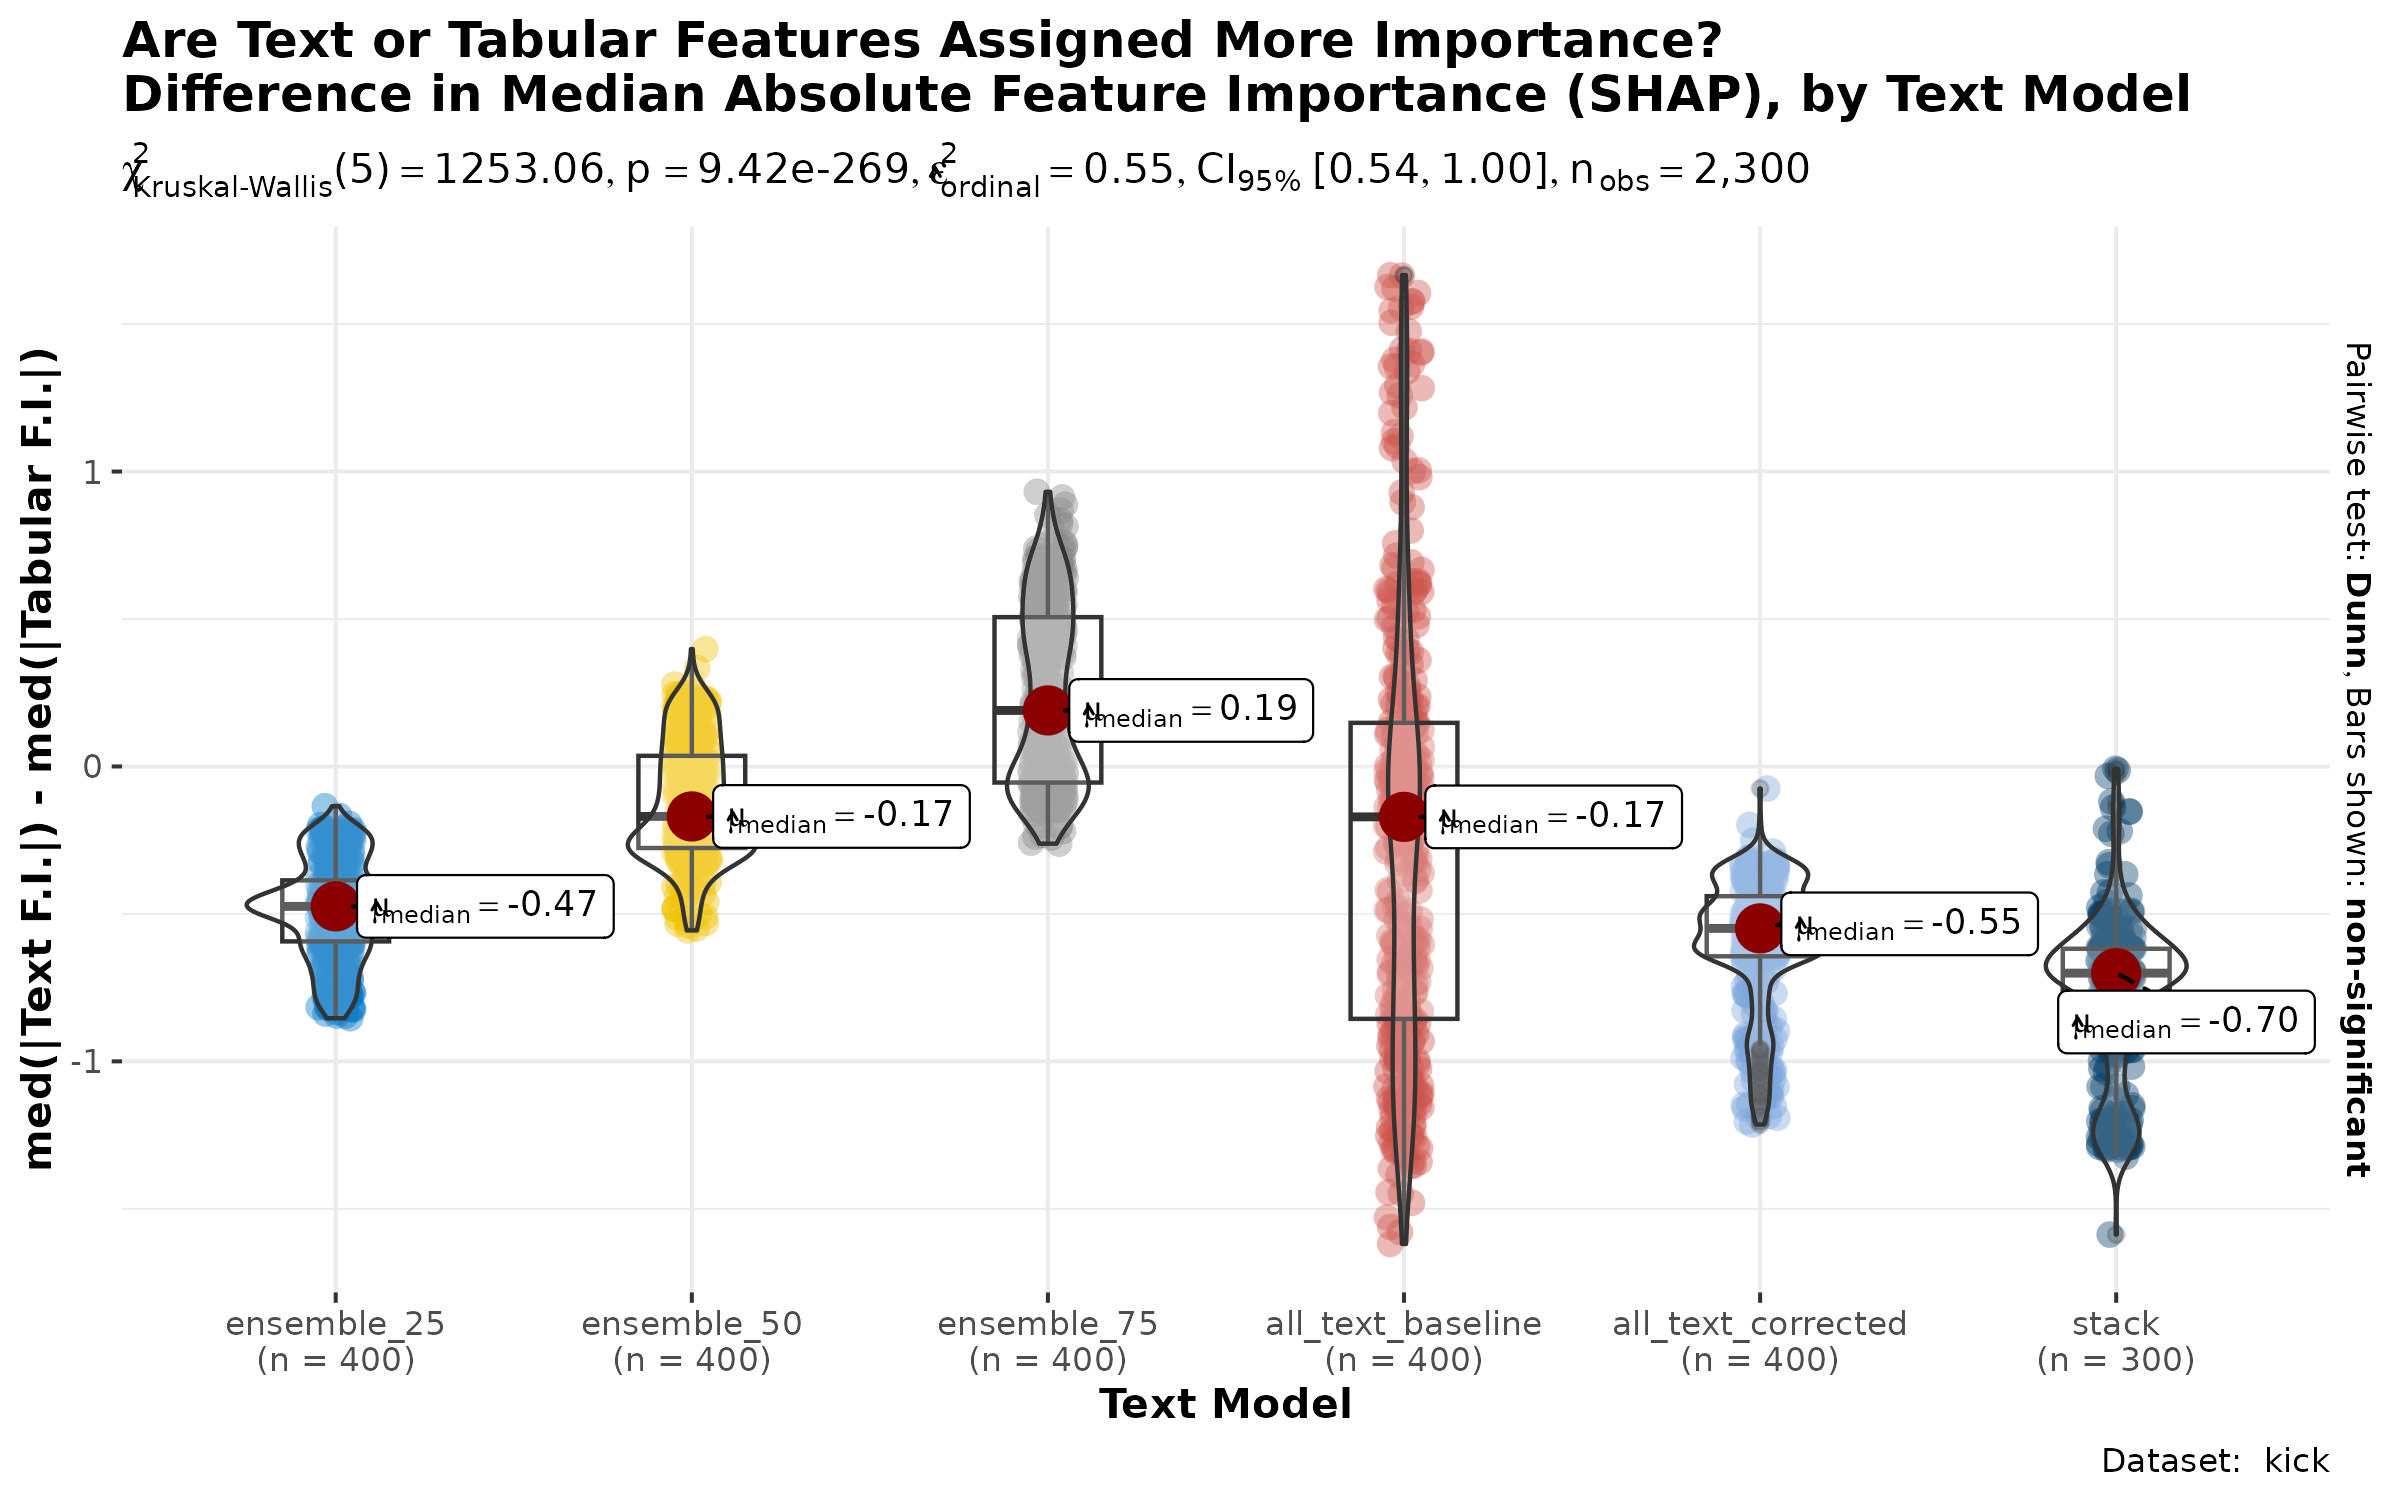 Are Text or Tabular Features Assigned More Importance?
Difference in Median Absolute Feature Importance (SHAP), by Text Model
χ²Kruskal-Wallis(5) = 1253.06, p = 9.42e-269, ε̂²ordinal = 0.55, CI95% [0.54, 1.00], nobs = 2,300
med(|Text F.I.|) - med(|Tabular F.I.|)
1
0
-1
μ̂median = -0.47
μ̂median = -0.17
μ̂median = 0.19
μ̂median = -0.17
μ̂median = -0.55
μ̂median = -0.70
Pairwise test: Dunn, Bars shown: non-significant
ensemble_25
(n = 400)
ensemble_50
(n = 400)
ensemble_75
(n = 400)
all_text_baseline
(n = 400)
all_text_corrected
(n = 400)
stack
(n = 300)
Text Model
Dataset: kick